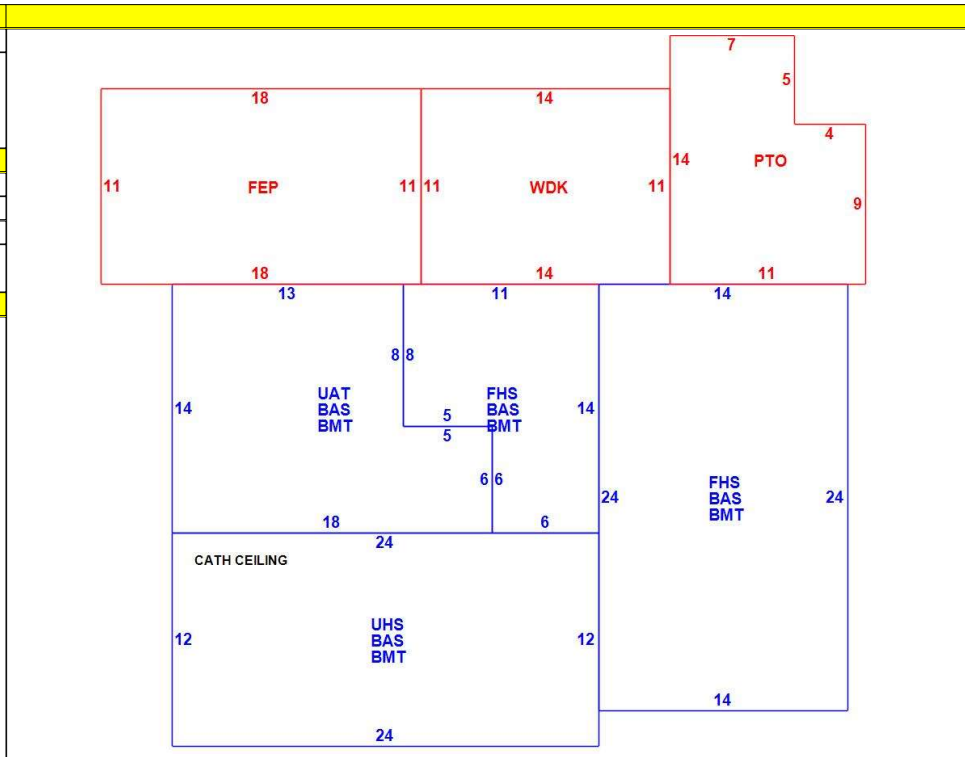 7
18
14
5
4
11
FEP
11
11
WDK
11
14
PTO
9
18
14
11
13
11
14
8
8
14
UAT
BAS
BMT
FHS
BAS
BMT
14
5
5
6
6
24
FHS
BAS
BMT
24
18
6
24
CATH CEILING
12
UHS
BAS
BMT
12
14
24